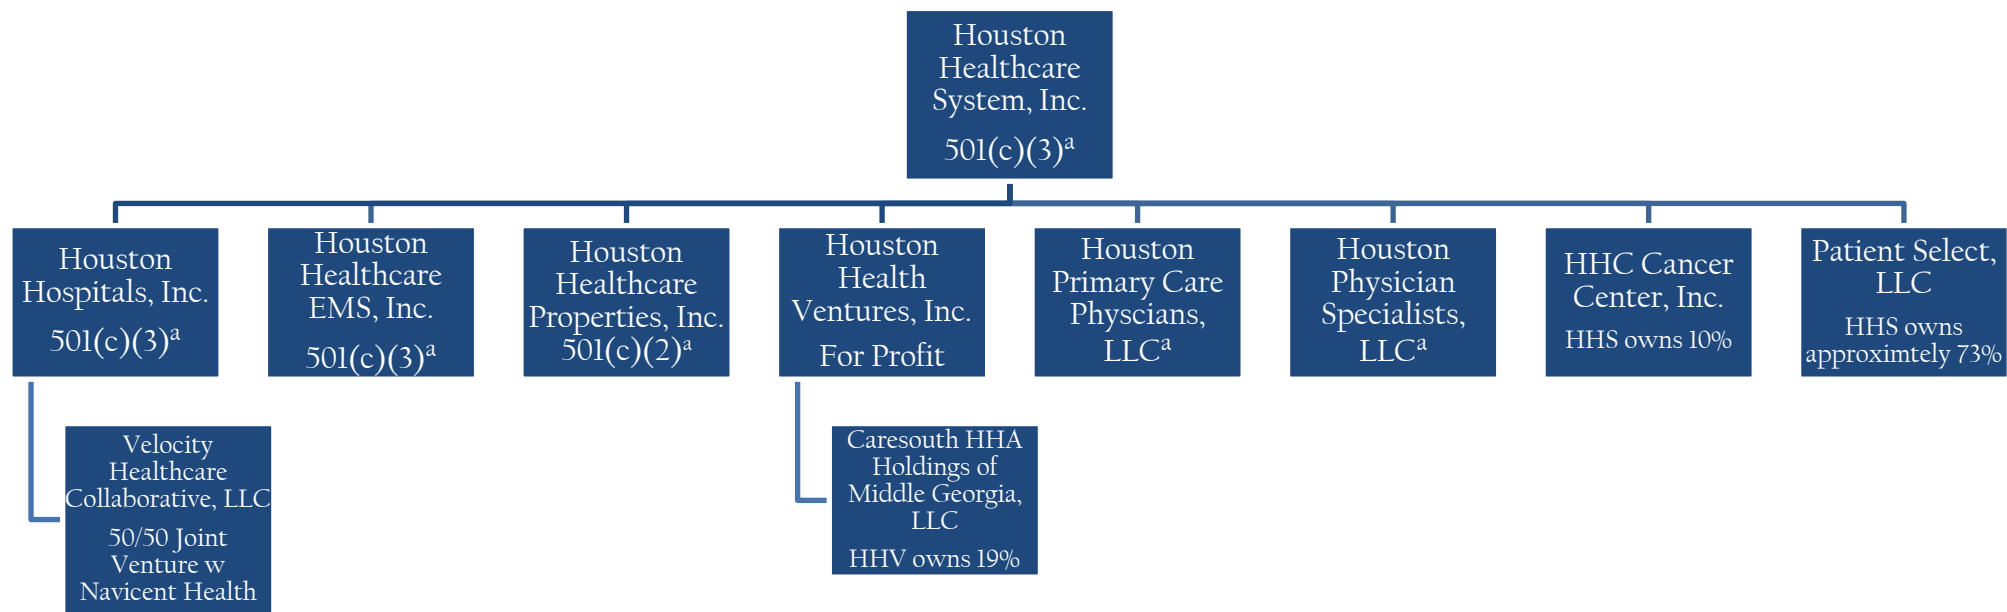 Houston
Healthcare
System, Inc.
501(c)(3)ᵃ
Houston
Hospitals, Inc.
501(c)(3)ᵃ
Houston
Healthcare
EMS, Inc.
501(c)(3)ᵃ
Houston
Healthcare
Properties, Inc.
501(c)(2)ᵃ
Houston
Health
Ventures, Inc.
For Profit
Houston
Primary Care
Physcians,
LLCᵃ
Houston
Physician
Specialists,
LLCᵃ
HHC Cancer
Center, Inc.
HHS owns 10%
Patient Select,
LLC
HHS owns
approximtely 73%
Velocity
Healthcare
Collaborative, LLC
50/50 Joint
Venture w
Navicent Health
Caresouth HHA
Holdings of
Middle Georgia,
LLC
HHV owns 19%